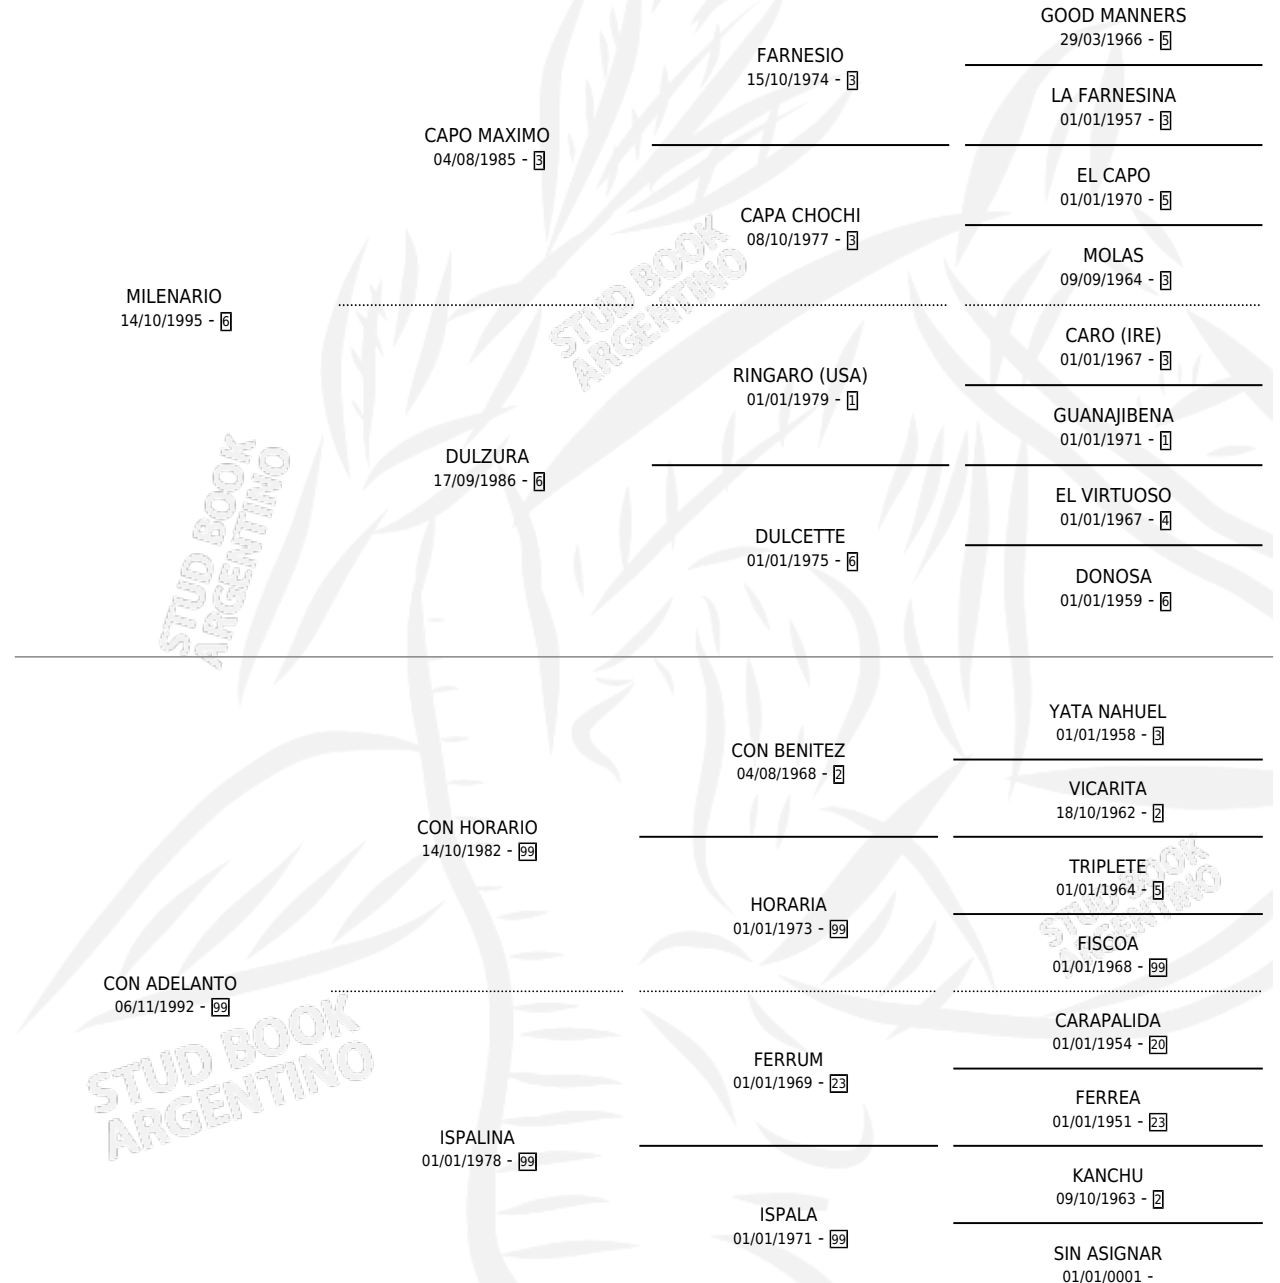 GOOD MANNERS
29/03/1966 - 5
FARNESIO
15/10/1974 - 3
LA FARNESINA
01/01/1957 - 3
CAPO MAXIMO
04/08/1985 - 3
EL CAPO
01/01/1970 - 5
CAPA CHOCHI
08/10/1977 - 3
MOLAS
09/09/1964 - 3
MILENARIO
14/10/1995 - 6
STUD BOOK
ARGENTINO
CARO (IRE)
01/01/1967 - 3
RINGARO (USA)
01/01/1979 - 1
GUANAJIBENA
01/01/1971 - 1
DULZURA
17/09/1986 - 6
EL VIRTUOSO
01/01/1967 - 4
DULCETTE
01/01/1975 - 6
DONOSA
01/01/1959 - 6
STUD BOOK
ARGENTINO
YATA NAHUEL
01/01/1958 - 3
CON BENITEZ
04/08/1968 - 2
VICARITA
18/10/1962 - 2
CON HORARIO
14/10/1982 - 99
TRIPLETE
01/01/1964 - 5
HORARIA
01/01/1973 - 99
STUD BOOK
ARGENTINO
FISCOA
01/01/1968 - 99
CON ADELANTO
06/11/1992 - 99
STUD BOOK
ARGENTINO
CARAPALIDA
01/01/1954 - 20
FERRUM
01/01/1969 - 23
FERREA
01/01/1951 - 23
ISPALINA
01/01/1978 - 99
KANCHU
09/10/1963 - 2
ISPALA
01/01/1971 - 99
SIN ASIGNAR
01/01/0001 -